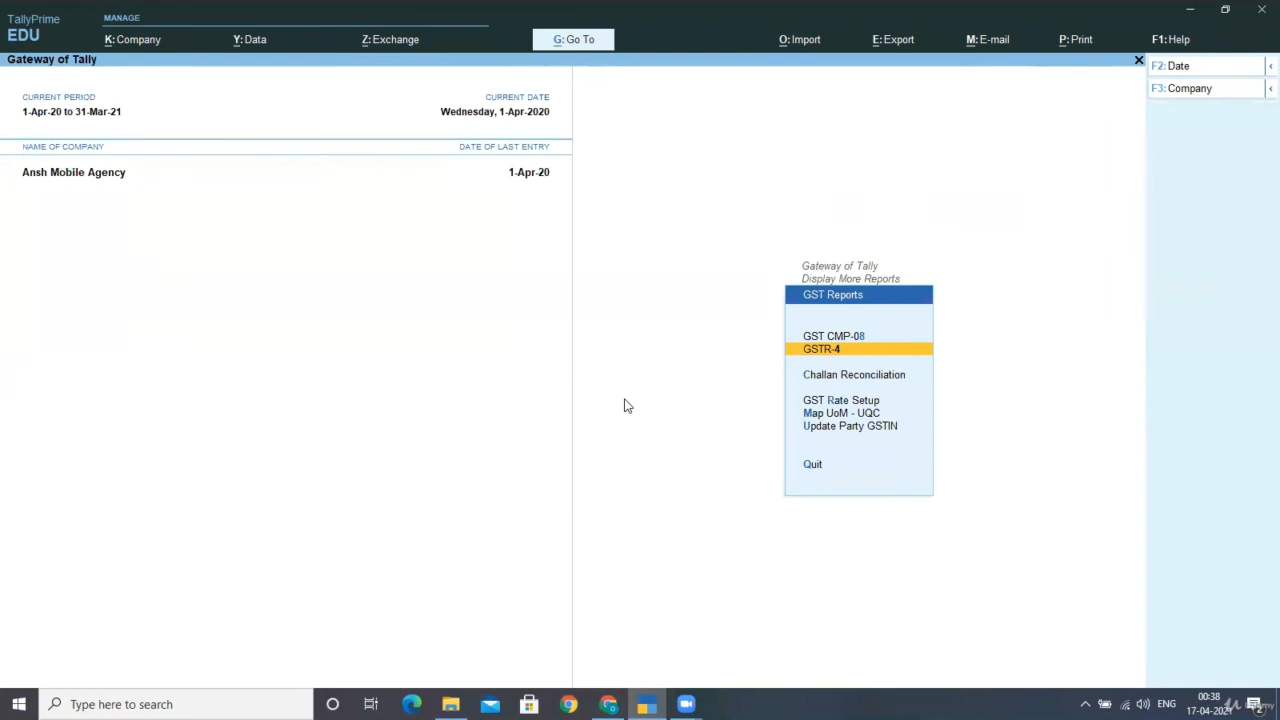 TallyPrime
EDU
MANAGE
K: Company
Y: Data
Z: Exchange
G: Go To
O: Import
E: Export
M: E-mail
P: Print
F1: Help
Gateway of Tally
F2: Date
F3: Company
CURRENT PERIOD
CURRENT DATE
1-Apr-20 to 31-Mar-21
Wednesday, 1-Apr-2020
NAME OF COMPANY
DATE OF LAST ENTRY
Ansh Mobile Agency
1-Apr-20
Gateway of Tally
Display More Reports
GST Reports
GST CMP-08
GSTR-4
Challan Reconciliation
GST Rate Setup
Map UoM - UQC
Update Party GSTIN
Quit
Type here to search
ENG
00:38
17-04-2021